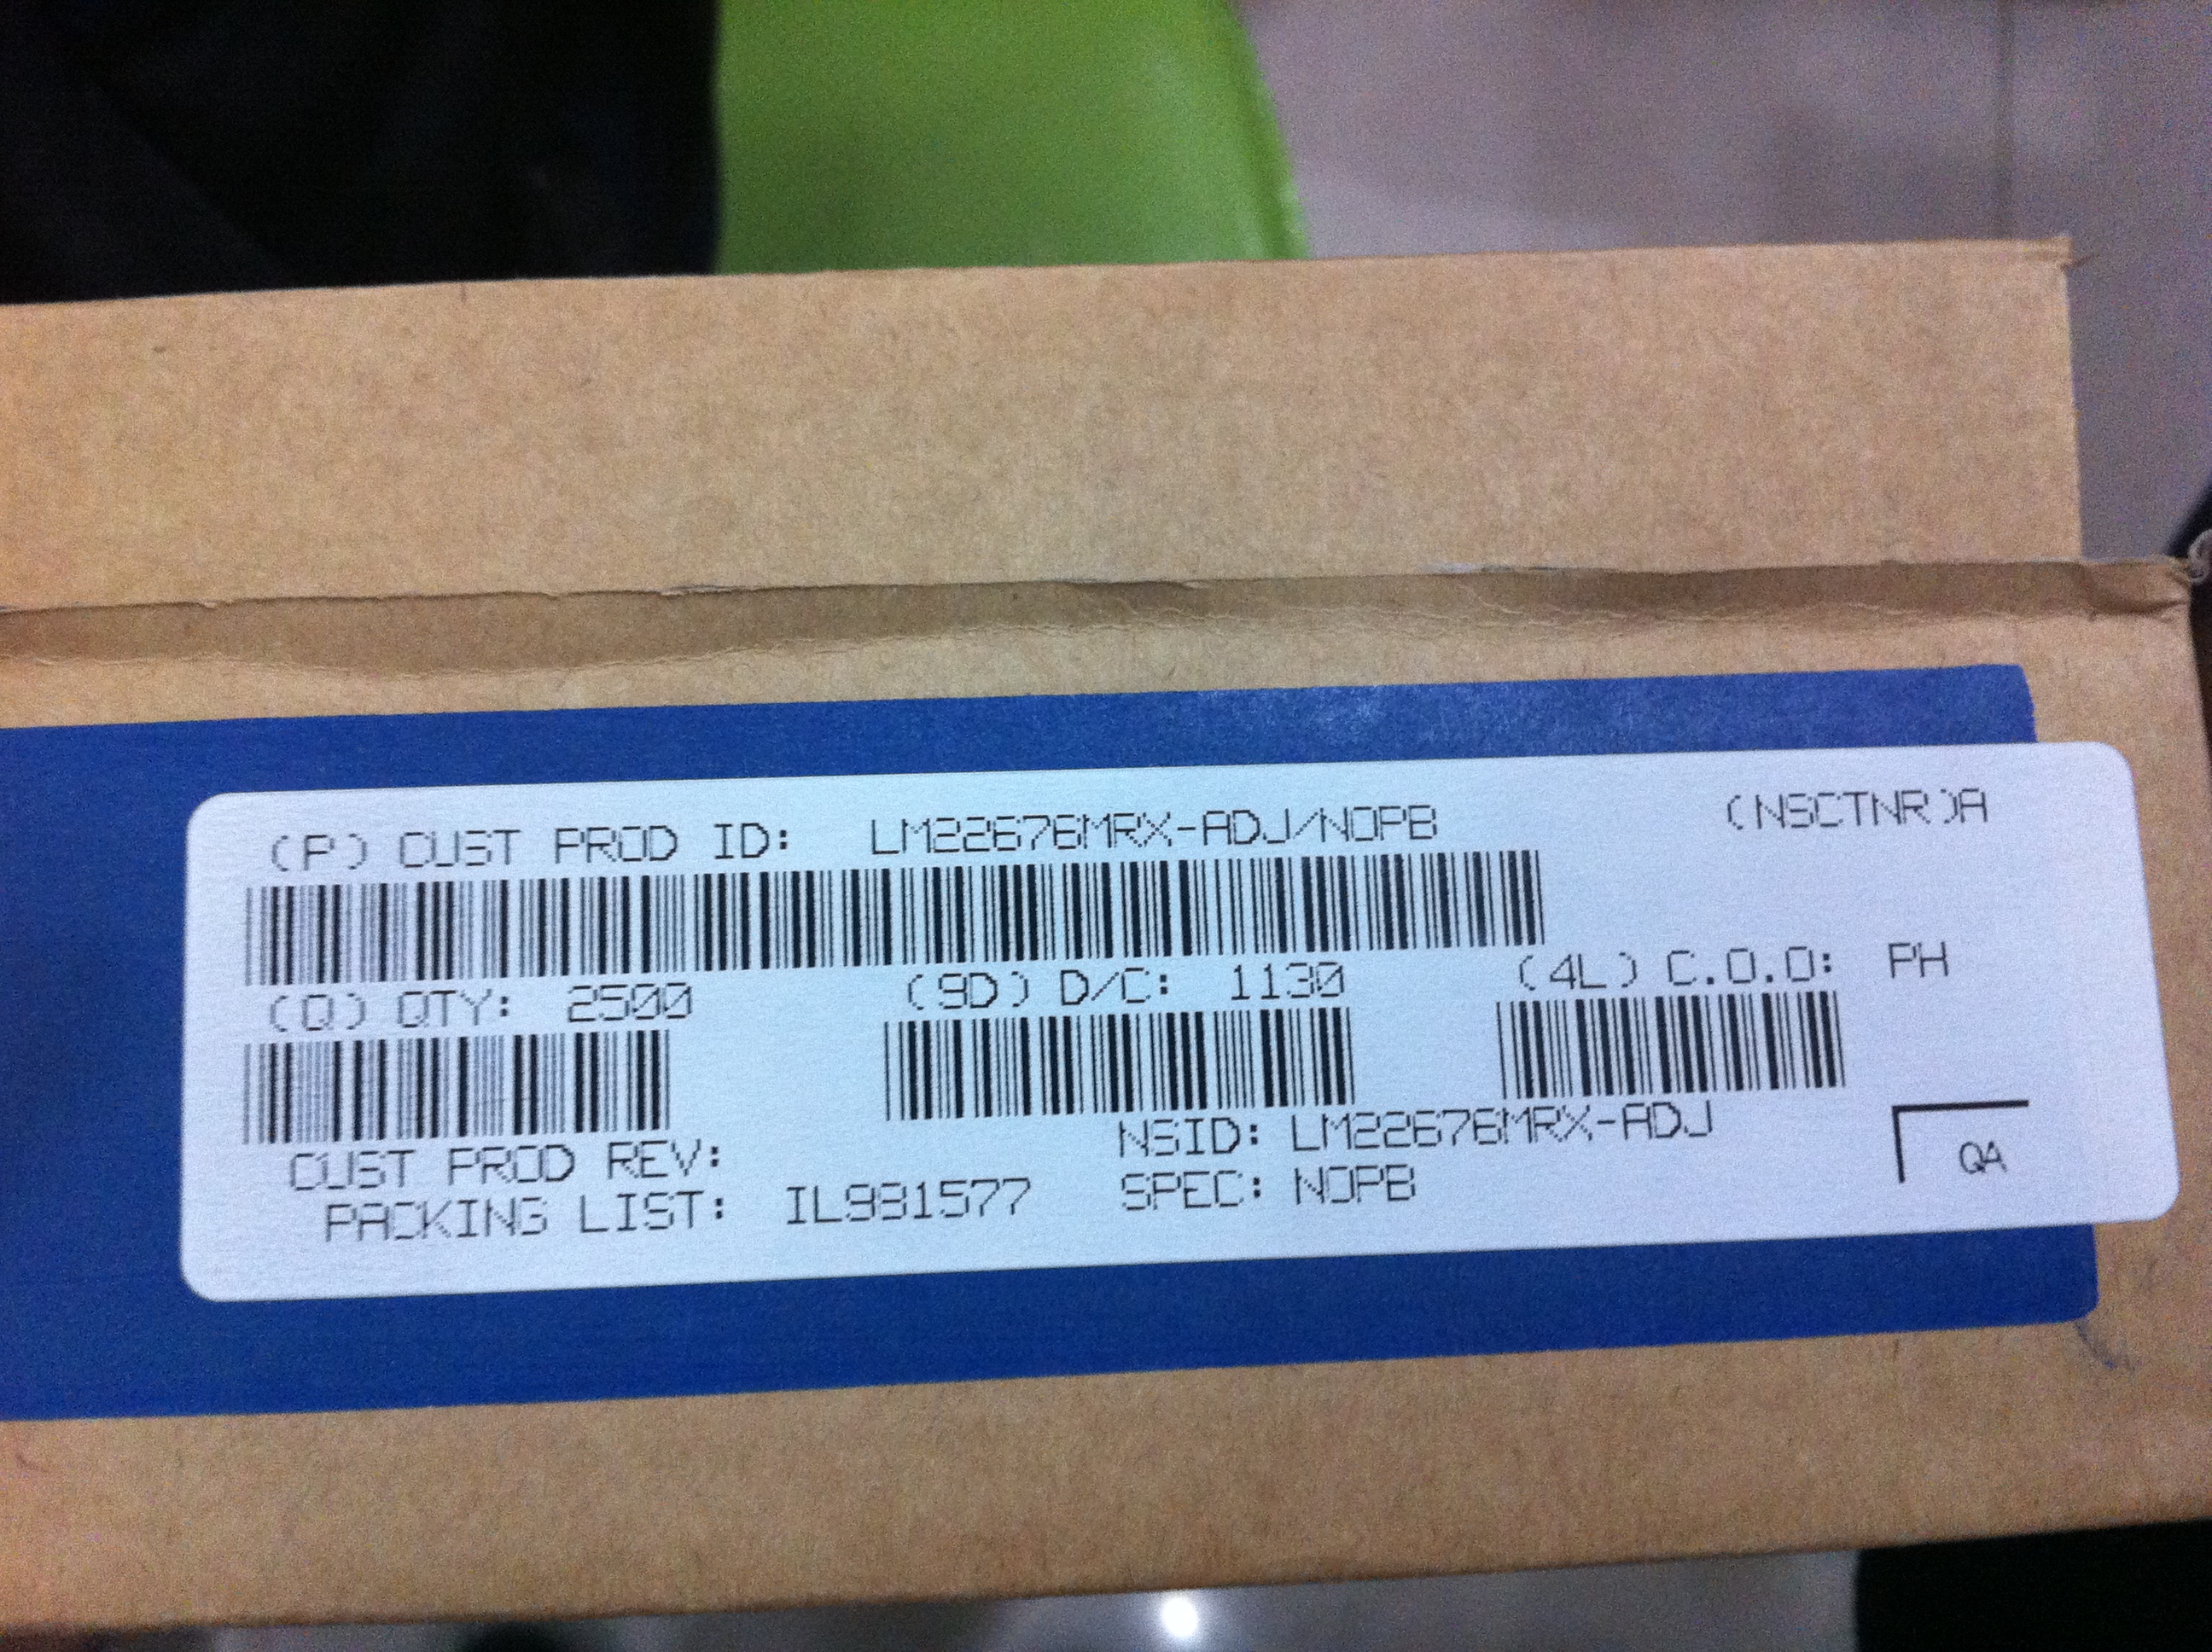 (P) CUST PROD ID: LM22676MRX-ADJ/NOPB (NSCTNR)A
(Q) QTY: 2500 (9D) D/C: 1130 (4L) C.O.O: PH
CUST PROD REV: NSID: LM22676MRX-ADJ
PACKING LIST: IL981577 SPEC: NOPB
QA